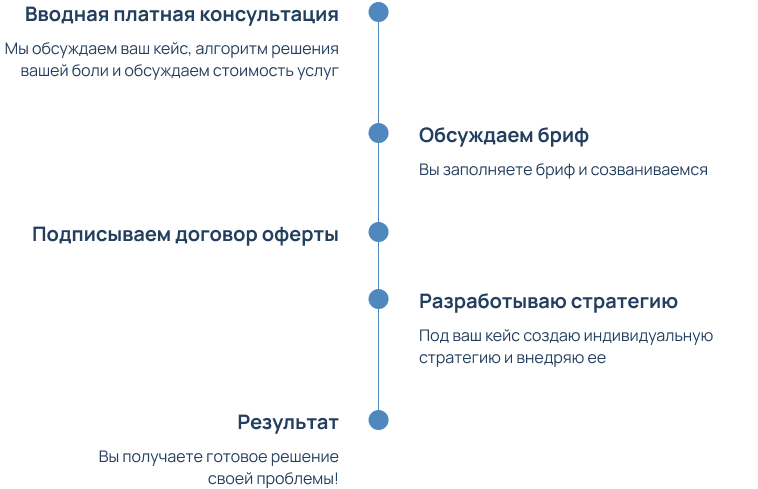 Вводная платная консультация
Мы обсуждаем ваш кейс, алгоритм решения
вашей боли и обсуждаем стоимость услуг
Обсуждаем бриф
Вы заполняете бриф и созваниваемся
Подписываем договор оферты
Разработываю стратегию
Под ваш кейс создаю индивидуальную
стратегию и внедряю ее
Результат
Вы получаете готовое решение
своей проблемы!